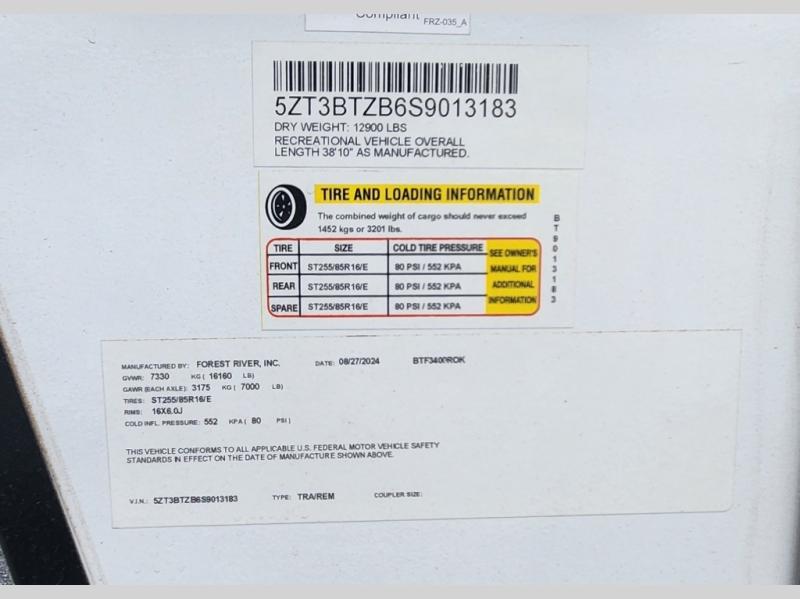 Compliant FRZ-035_A
5ZT3BTZB6S9013183
DRY WEIGHT: 12900 LBS
RECREATIONAL VEHICLE OVERALL
LENGTH 38'10" AS MANUFACTURED.
TIRE AND LOADING INFORMATION
The combined weight of cargo should never exceed
1452 kgs or 3201 lbs.
TIRE SIZE COLD TIRE PRESSURE
FRONT ST255/85R16/E 80 PSI / 552 KPA
REAR ST255/85R16/E 80 PSI / 552 KPA
SPARE ST255/85R16/E 80 PSI / 552 KPA
SEE OWNER'S
MANUAL FOR
ADDITIONAL
INFORMATION
BT9013183
MANUFACTURED BY: FOREST RIVER, INC. DATE: 08/27/2024 BTF3400ROK
GVWR: 7330 KG ( 16160 LB)
GAWR (EACH AXLE): 3175 KG ( 7000 LB)
TIRES: ST255/85R16/E
RIMS: 16X6.0J
COLD INFL. PRESSURE: 552 KPA ( 80 PSI )
THIS VEHICLE CONFORMS TO ALL APPLICABLE U.S. FEDERAL MOTOR VEHICLE SAFETY
STANDARDS IN EFFECT ON THE DATE OF MANUFACTURE SHOWN ABOVE.
V.I.N.: 5ZT3BTZB6S9013183 TYPE: TRA/REM COUPLER SIZE: